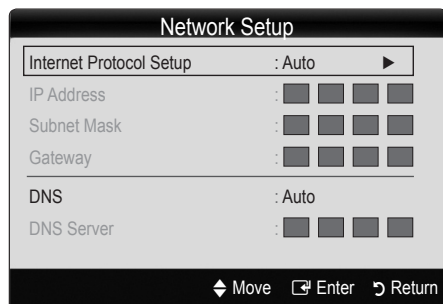 Network Setup
Internet Protocol Setup : Auto ▶
IP Address :
Subnet Mask :
Gateway :
DNS : Auto
DNS Server :
Move Enter Return